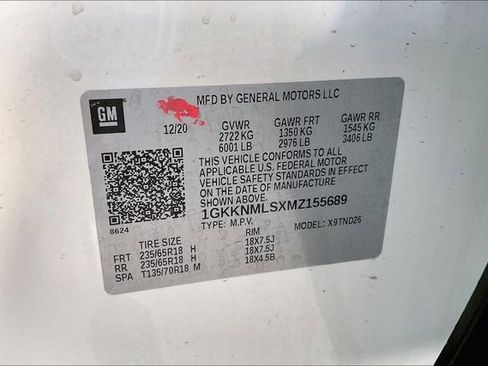 GM
MFD BY GENERAL MOTORS LLC
12/20 GVWR GAWR FRT GAWR RR
2722 KG 1350 KG 1545 KG
6001 LB 2976 LB 3406 LB
THIS VEHICLE CONFORMS TO ALL
APPLICABLE U.S. FEDERAL MOTOR
VEHICLE SAFETY STANDARDS IN EFFECT
ON THE DATE OF MANUFACTURE
SHOWN ABOVE
1GKKNMLSXMZ155689
8624 TYPE: M.P.V. MODEL: X9TND26
TIRE SIZE RIM
FRT 235/65R18 H 18X7.5J
RR 235/65R18 H 18X7.5J
SPA T135/70R18 M 18X4.5B